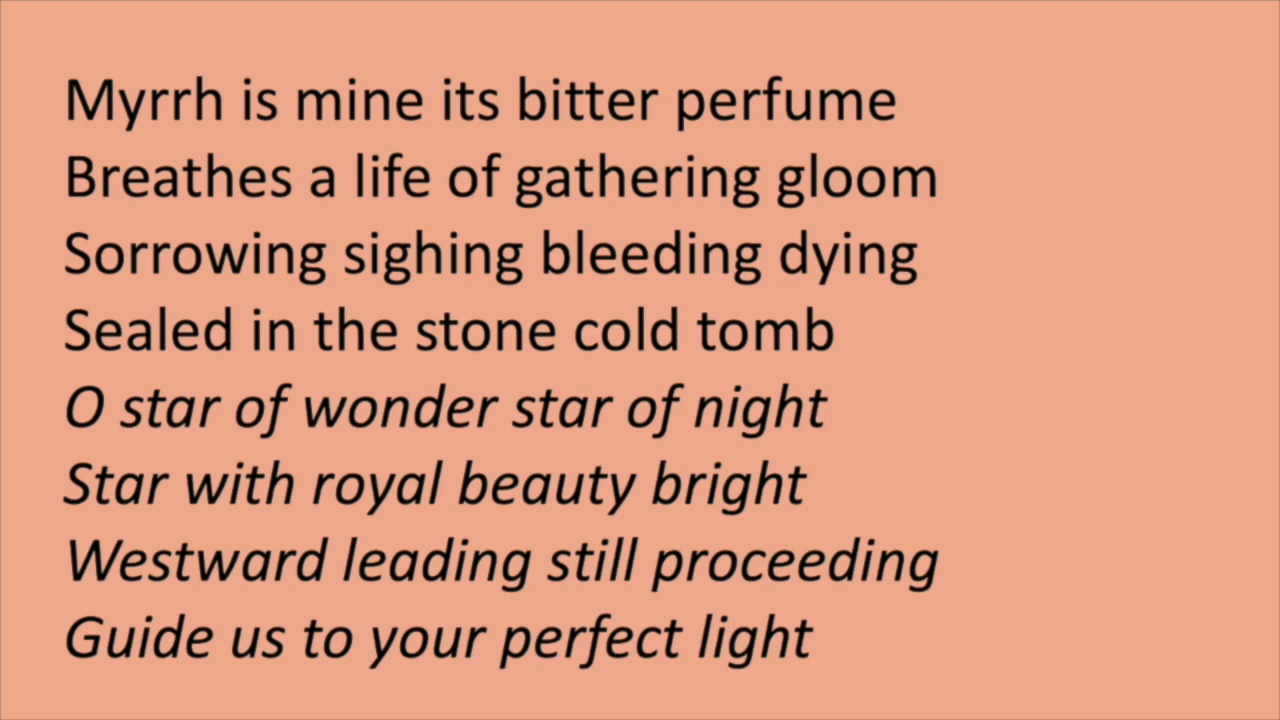 Myrrh is mine its bitter perfume
Breathes a life of gathering gloom
Sorrowing sighing bleeding dying
Sealed in the stone cold tomb
O star of wonder star of night
Star with royal beauty bright
Westward leading still proceeding
Guide us to your perfect light